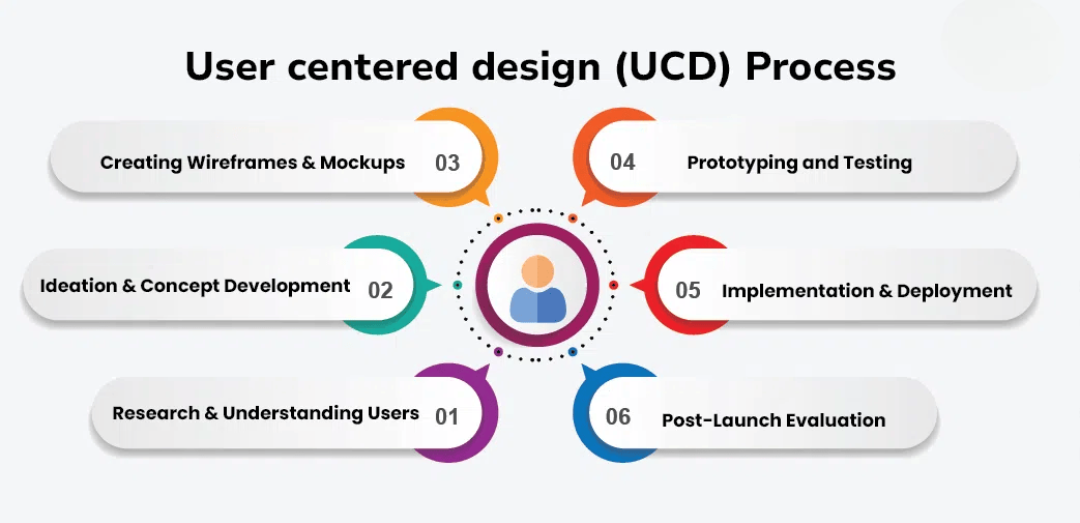 User centered design (UCD) Process
Creating Wireframes & Mockups 03
04 Prototyping and Testing
Ideation & Concept Development 02
05 Implementation & Deployment
Research & Understanding Users 01
06 Post-Launch Evaluation